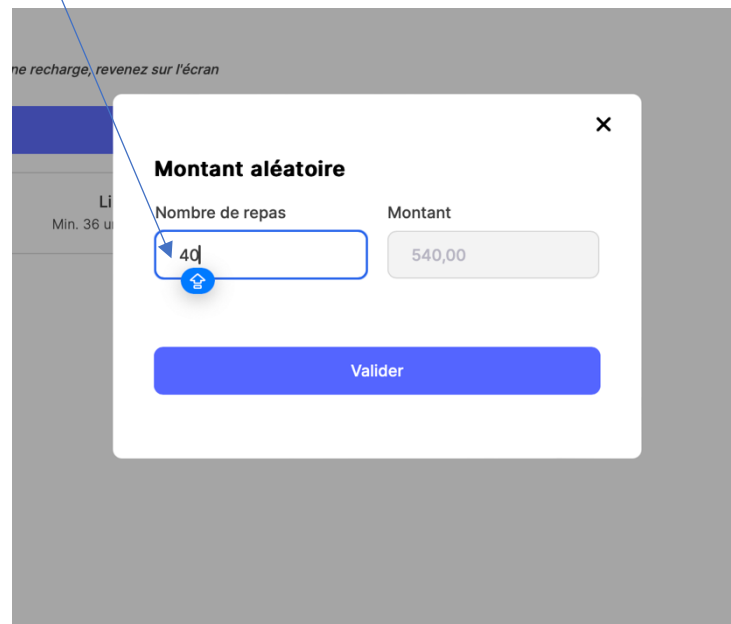 ne recharge, revenez sur l'écran
Montant aléatoire
Li
Min. 36 u
Nombre de repas
Montant
40
540,00
Valider